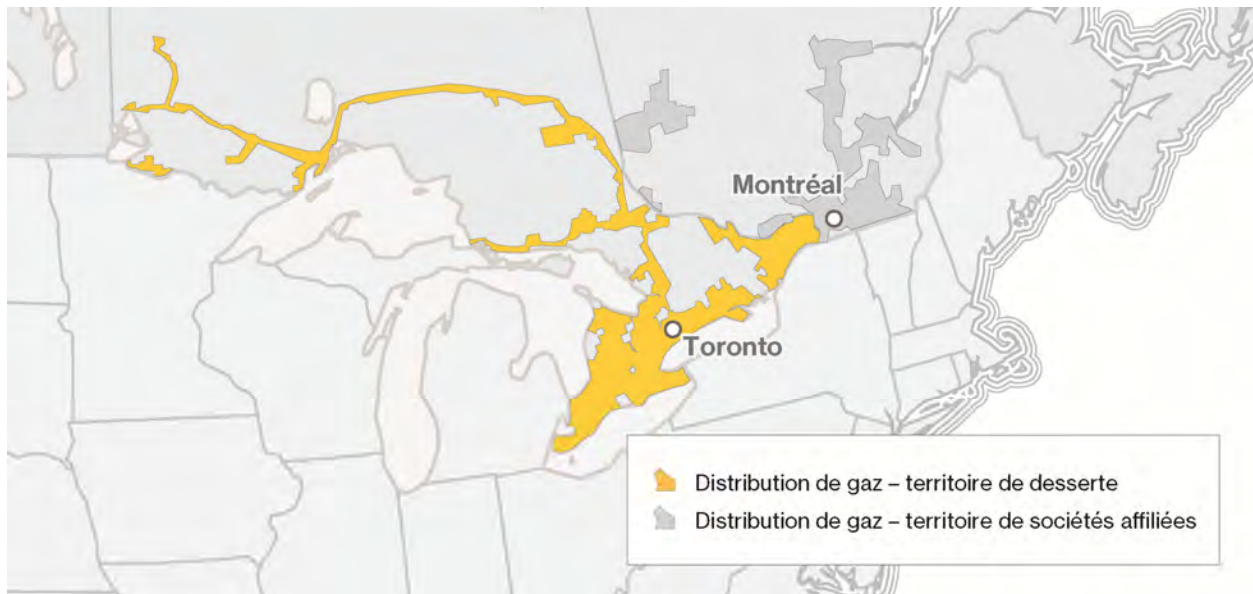 Montréal
Toronto
Distribution de gaz – territoire de desserte
Distribution de gaz – territoire de sociétés affiliées